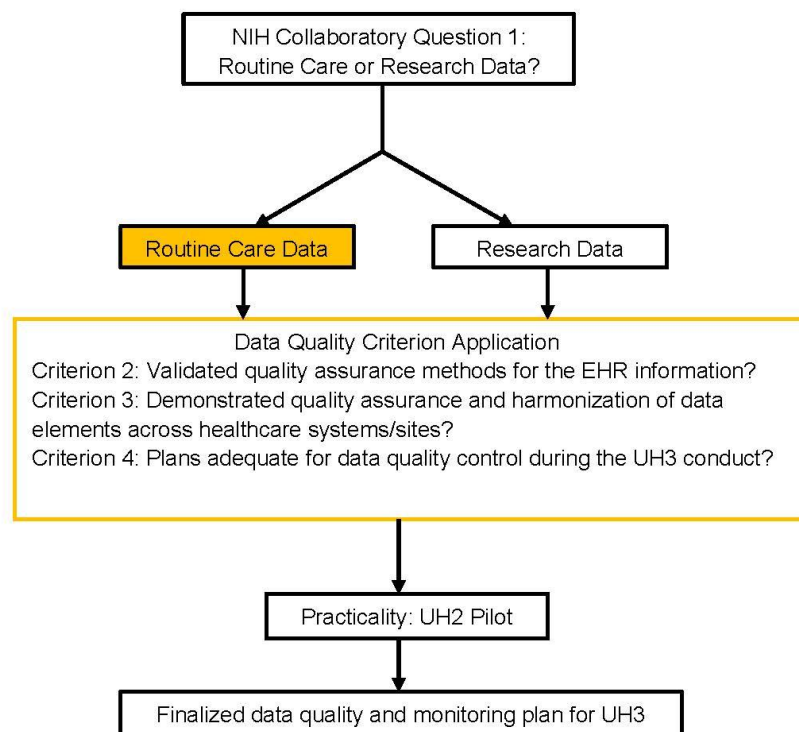 NIH Collaboratory Question 1:
Routine Care or Research Data?
Routine Care Data
Research Data
Data Quality Criterion Application
Criterion 2: Validated quality assurance methods for the EHR information?
Criterion 3: Demonstrated quality assurance and harmonization of data
elements across healthcare systems/sites?
Criterion 4: Plans adequate for data quality control during the UH3 conduct?
Practicality: UH2 Pilot
Finalized data quality and monitoring plan for UH3